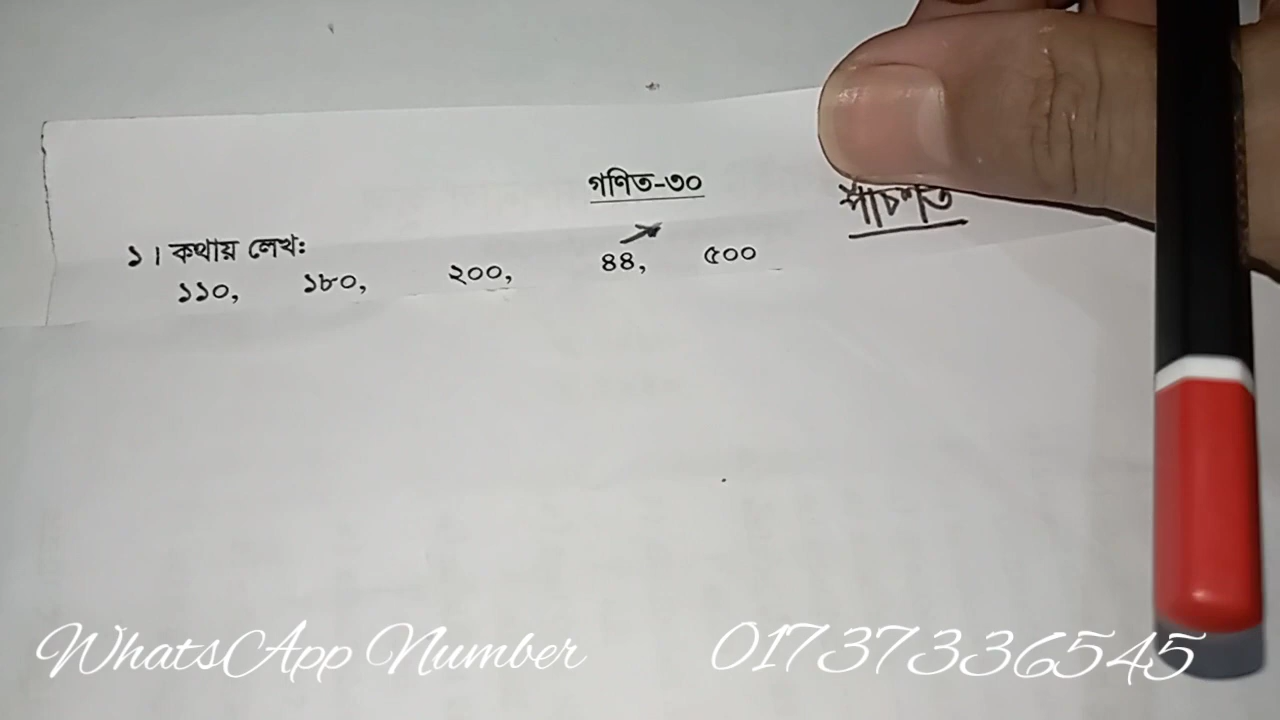 গণিত-৩০
পাঁচশত
১। কথায় লেখ:
১১০, ১৮০, ২০০, ৪৪, ৫০০
WhatsApp Number 01737336545